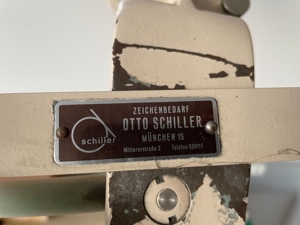 ZEICHENBEDARF
OTTO SCHILLER
MÜNCHEN 15
schiller
Mittererstraße 3 Telefon